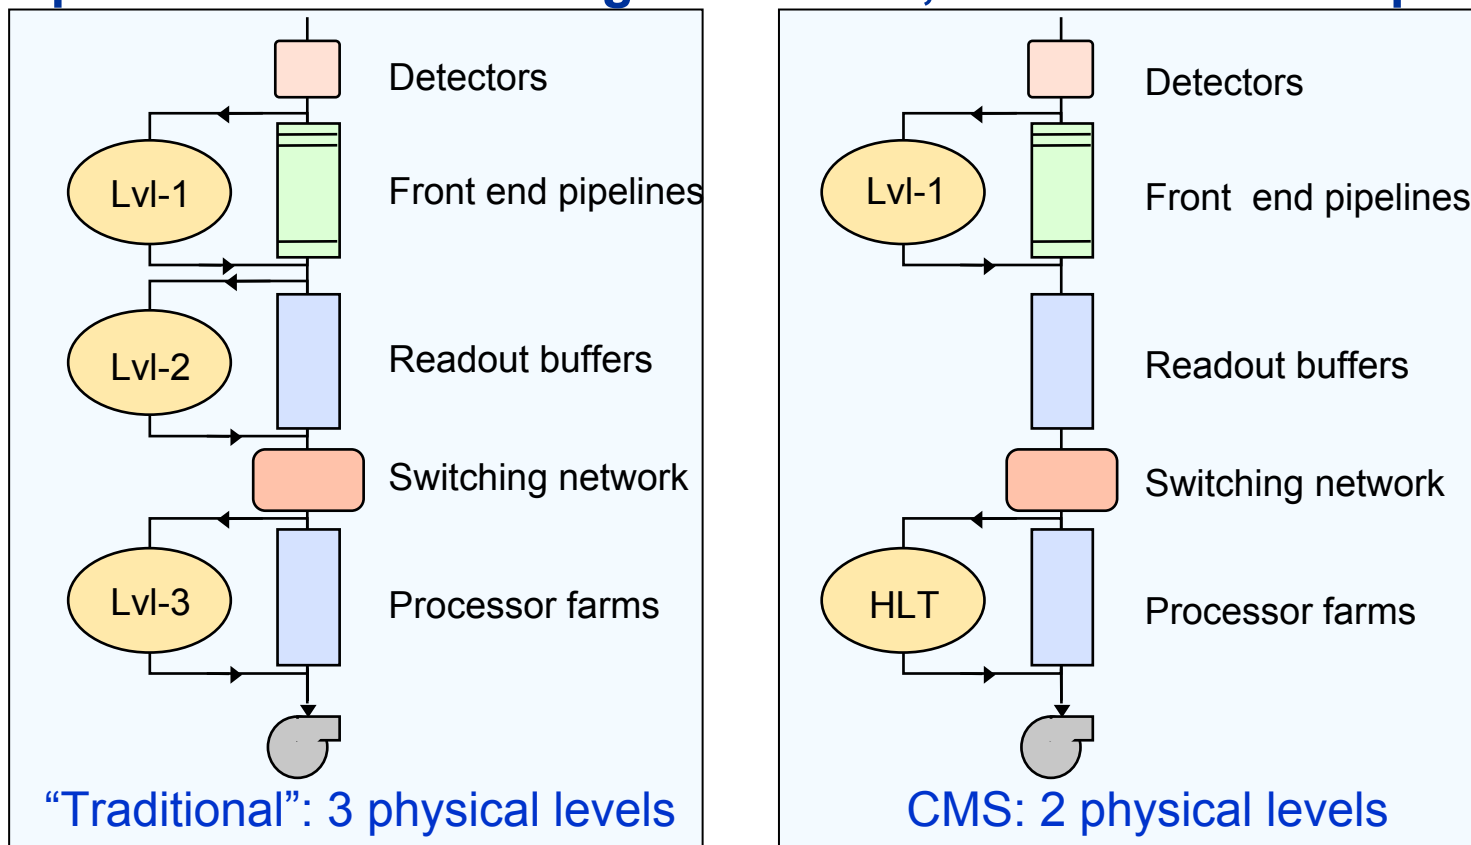 Detectors
Lvl-1
Front end pipelines
Lvl-2
Readout buffers
Switching network
Lvl-3
Processor farms
“Traditional”: 3 physical levels
Detectors
Lvl-1
Front end pipelines
Readout buffers
Switching network
HLT
Processor farms
CMS: 2 physical levels